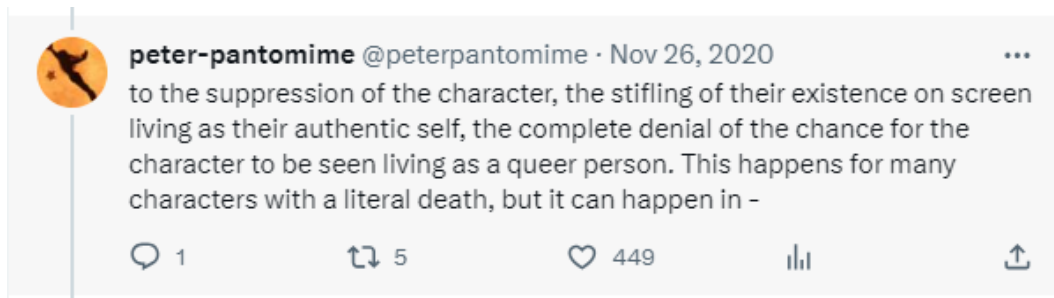 peter-pantomime @peterpantomime · Nov 26, 2020
to the suppression of the character, the stifling of their existence on screen
living as their authentic self, the complete denial of the chance for the
character to be seen living as a queer person. This happens for many
characters with a literal death, but it can happen in -
1 5 449